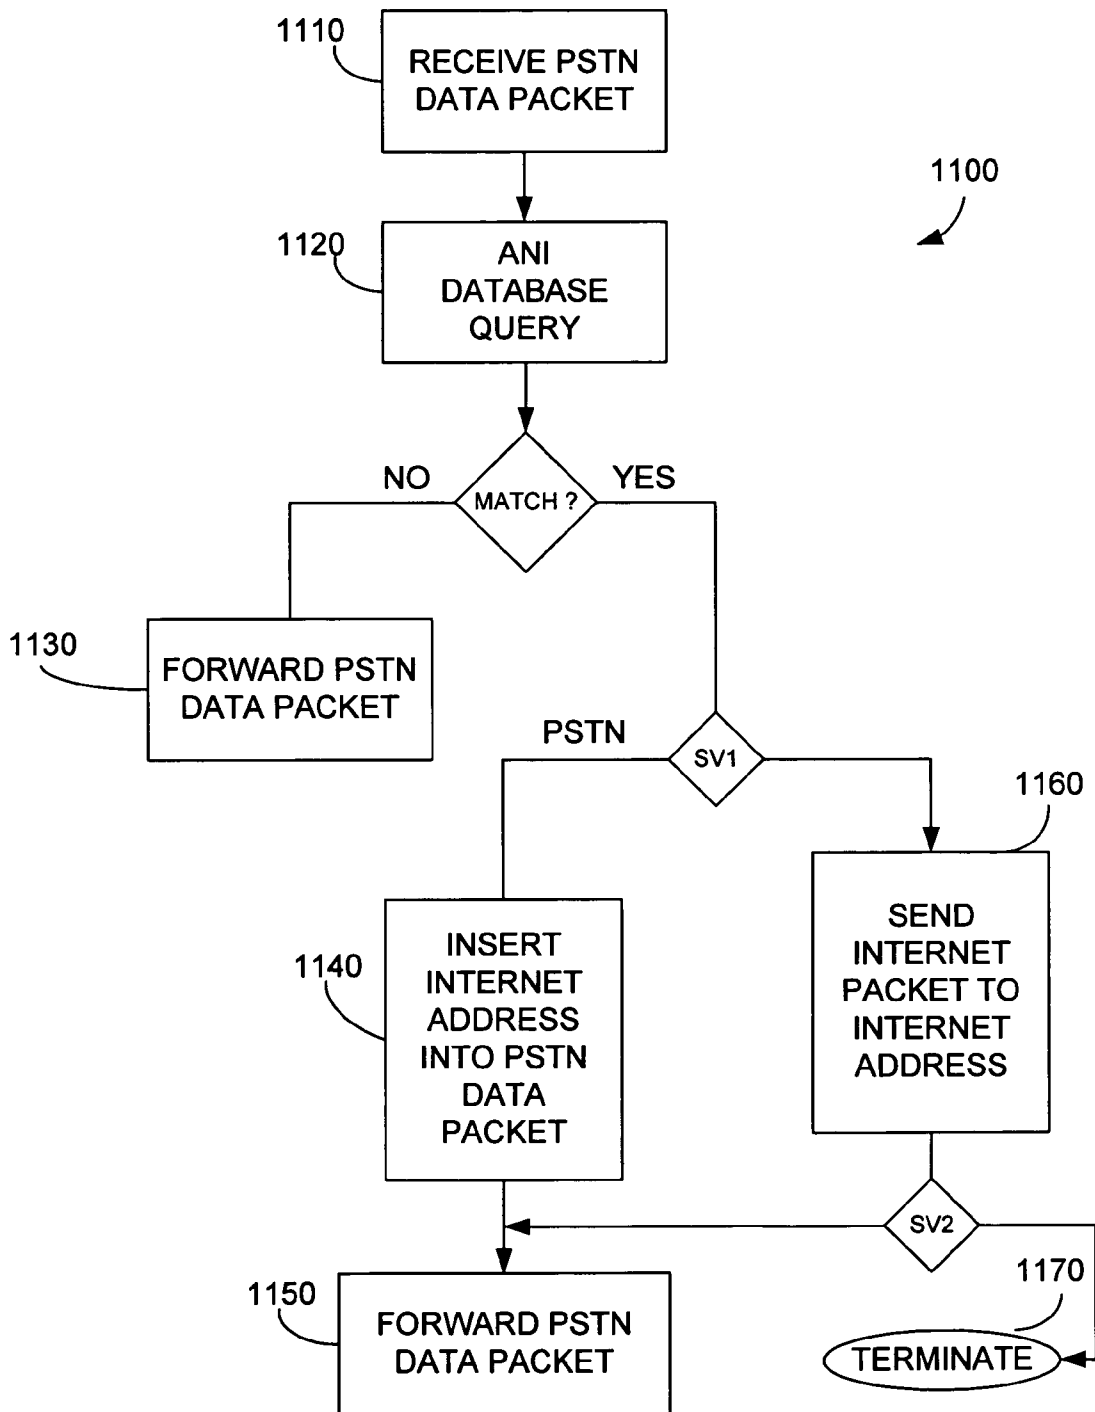 1110
RECEIVE PSTN
DATA PACKET
1100
1120
ANI
DATABASE
QUERY
NO
MATCH ?
YES
1130
FORWARD PSTN
DATA PACKET
PSTN
SV1
1160
SEND
INTERNET
PACKET TO
INTERNET
ADDRESS
1140
INSERT
INTERNET
ADDRESS
INTO PSTN
DATA
PACKET
SV2
1150
FORWARD PSTN
DATA PACKET
1170
TERMINATE